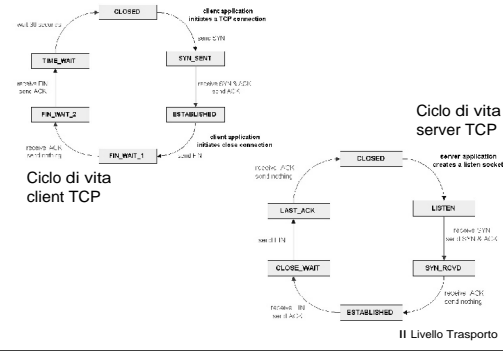 CLOSED
client application
initiates a TCP connection
wait 30 seconds
send SYN
TIME_WAIT
SYN_SENT
receive FIN
send ACK
receive SYN & ACK
send ACK
FIN_WAIT_2
ESTABLISHED
client application
initiates close connection
receive ACK
send nothing
FIN_WAIT_1
send FIN
Ciclo di vita
client TCP
Ciclo di vita
server TCP
CLOSED
server application
creates a listen socket
receive ACK
send nothing
LAST_ACK
LISTEN
receive SYN
send SYN & ACK
send FIN
CLOSE_WAIT
SYN_RCVD
receive FIN
send ACK
receive ACK
send nothing
ESTABLISHED
Il Livello Trasporto